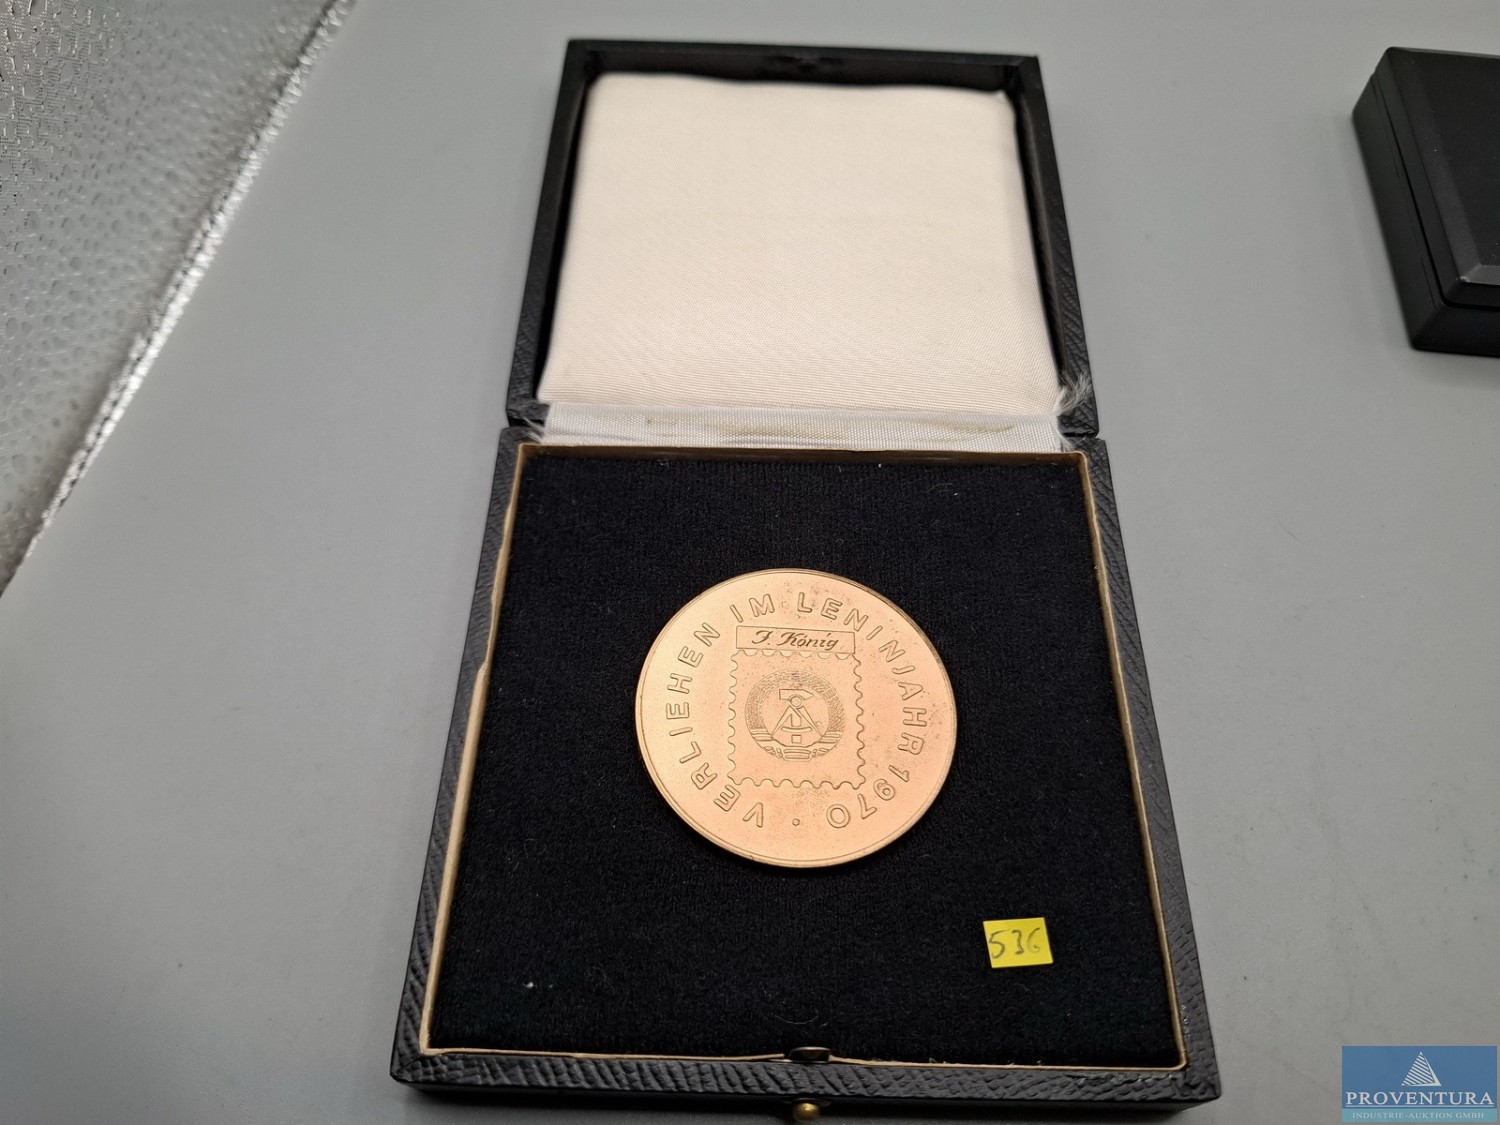 VERLIEHEN IM LENINJAHR 1970 ·
J. König
536
PROVENTURA
INDUSTRIE-AUKTION GMBH